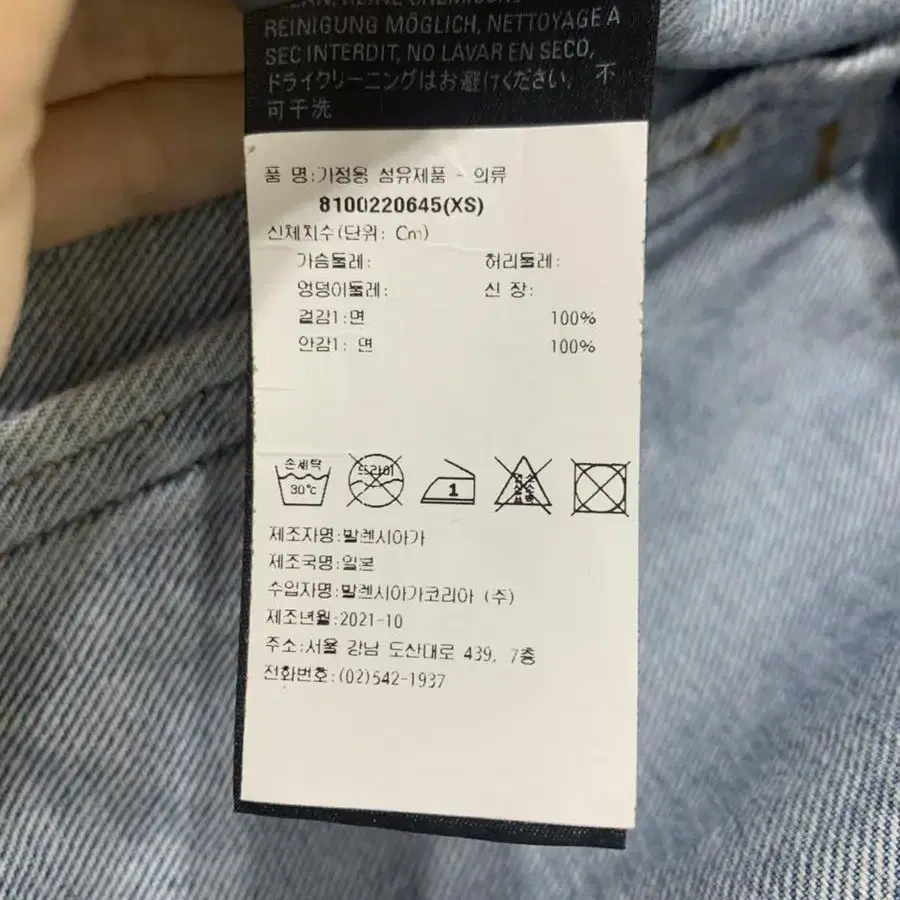 REINIGUNG MÖGLICH, NETTOYAGE A
SEC INTERDIT, NO LAVAR EN SECO,
ドライクリーニングはお避けください。 不
可干洗
품 명:가정용 섬유제품 - 의류
8100220645(XS)
신체치수(단위: Cm)
가슴둘레: 허리둘레:
엉덩이둘레: 신 장:
겉감1:면 100%
안감1: 면 100%
손세탁 드라이
30℃ 1
제조자명:발렌시아가
제조국명:일본
수입자명:발렌시아가코리아 (주)
제조년월:2021-10
주소:서울 강남 도산대로 439, 7층
전화번호:(02)542-1937